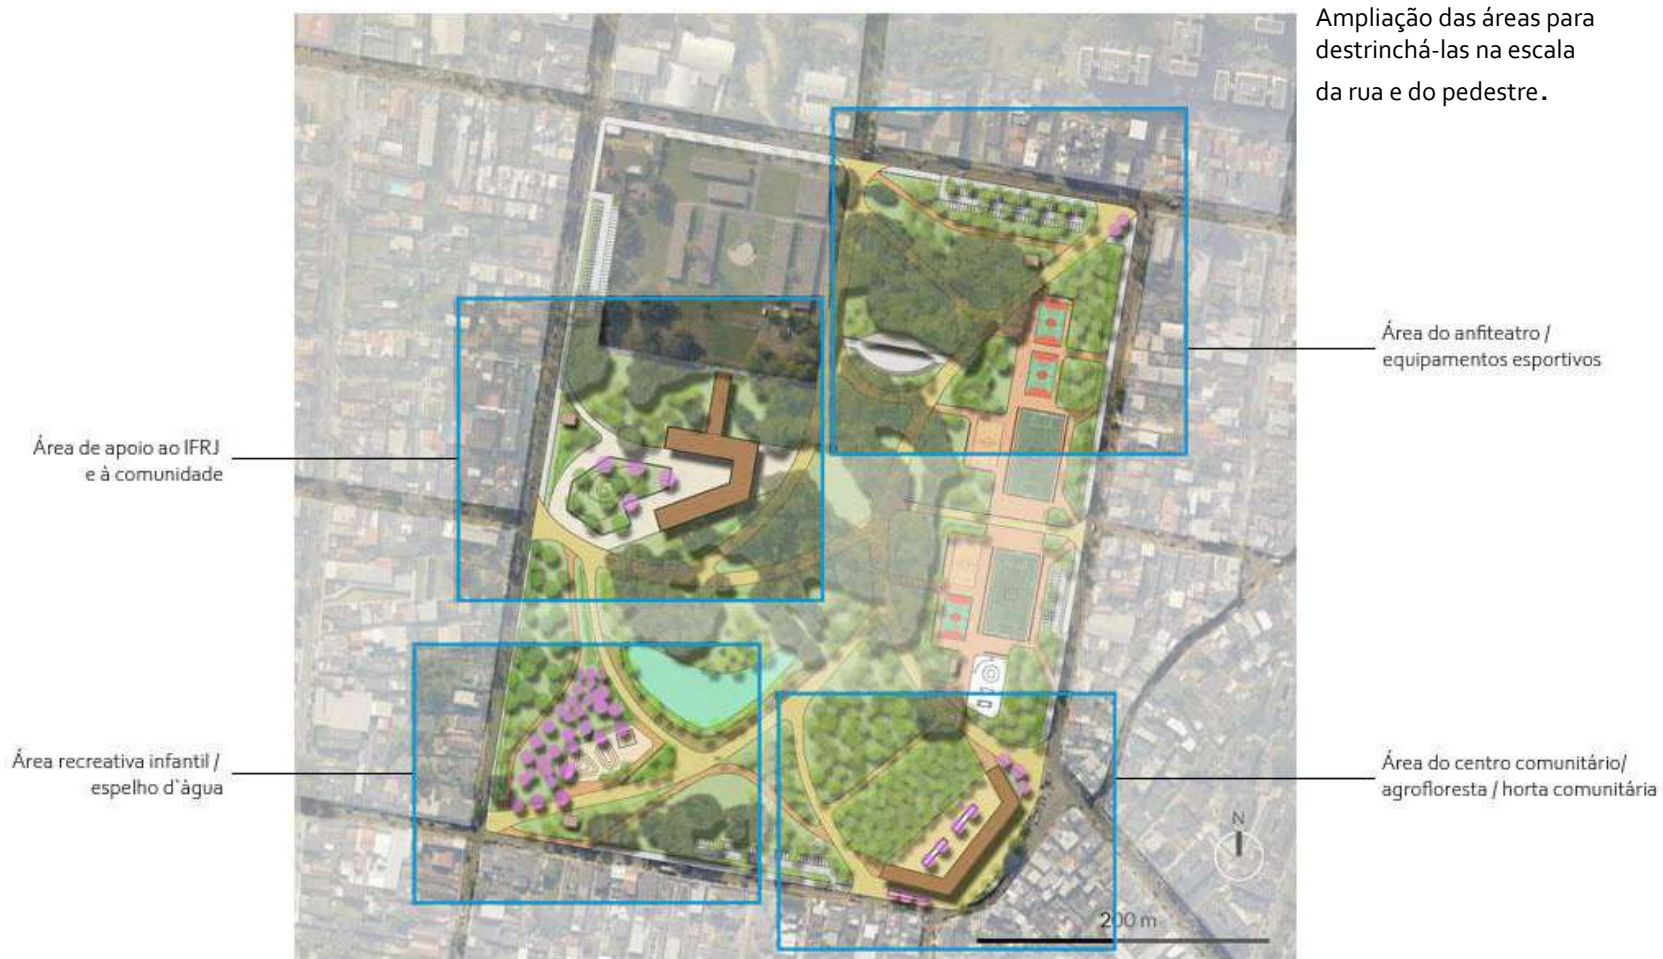 Ampliação das áreas para
destrinchá-las na escala
da rua e do pedestre.
Área do anfiteatro /
equipamentos esportivos
Área de apoio ao IFRJ
e à comunidade
Área recreativa infantil /
espelho d`àgua
Área do centro comunitário/
agrofloresta / horta comunitária
N
200 m